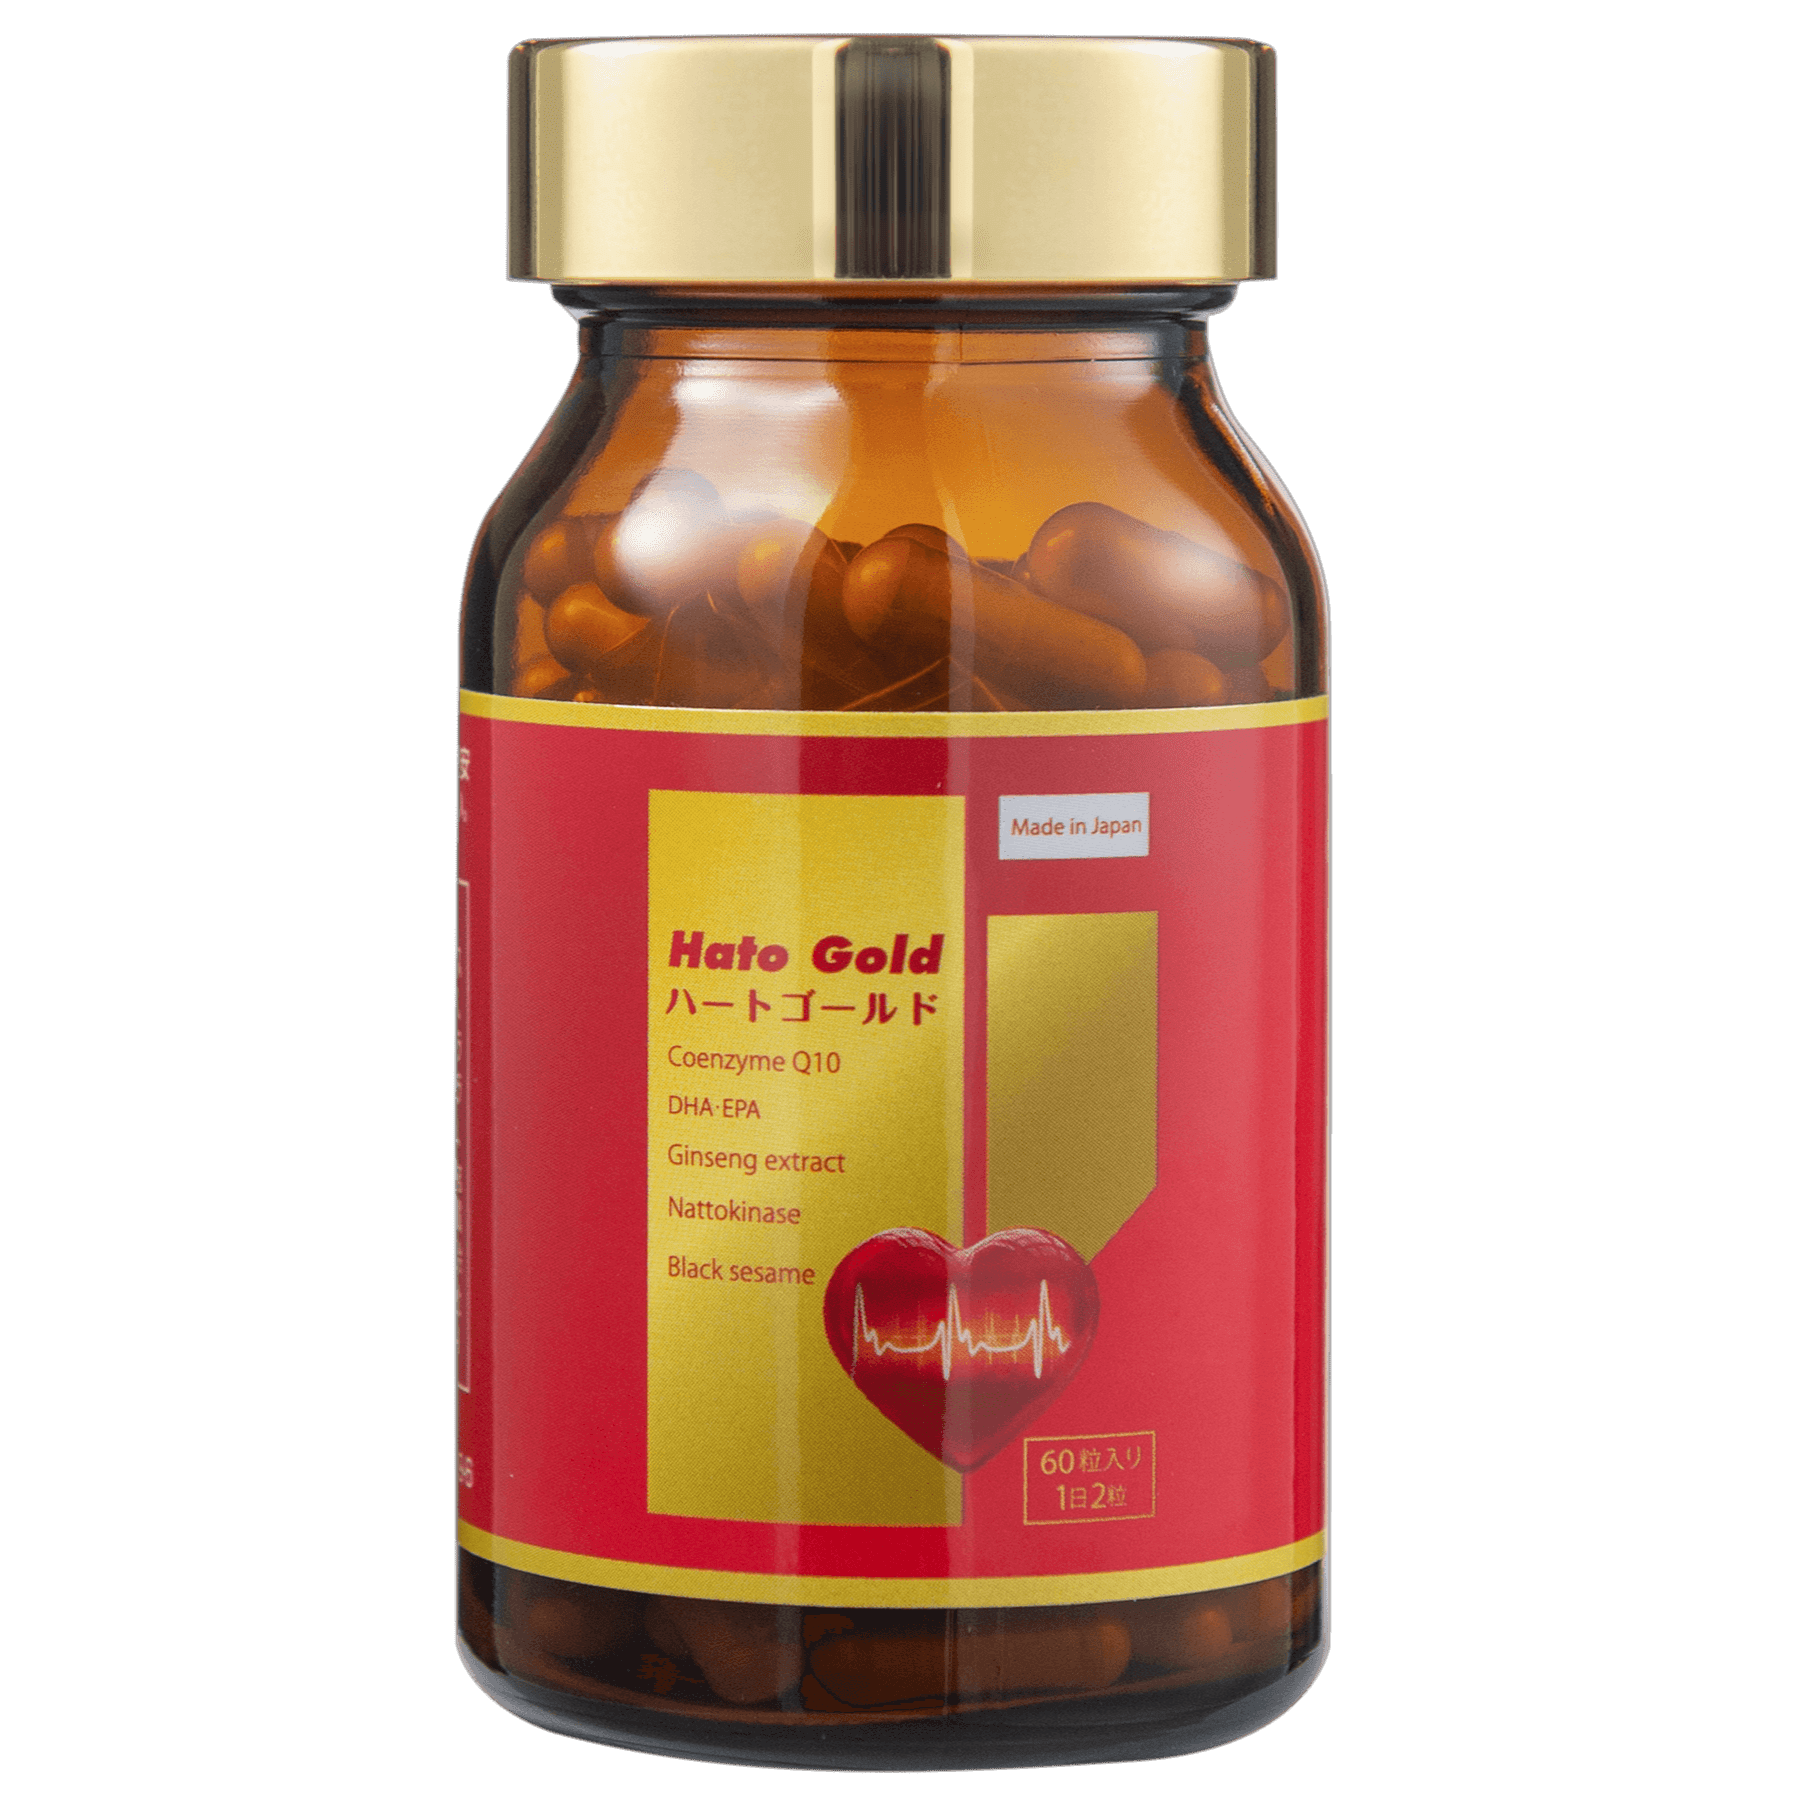 Made in Japan
Hato Gold
ハートゴールド
Coenzyme Q10
DHA·EPA
Ginseng extract
Nattokinase
Black sesame
60粒入り
1日2粒
安